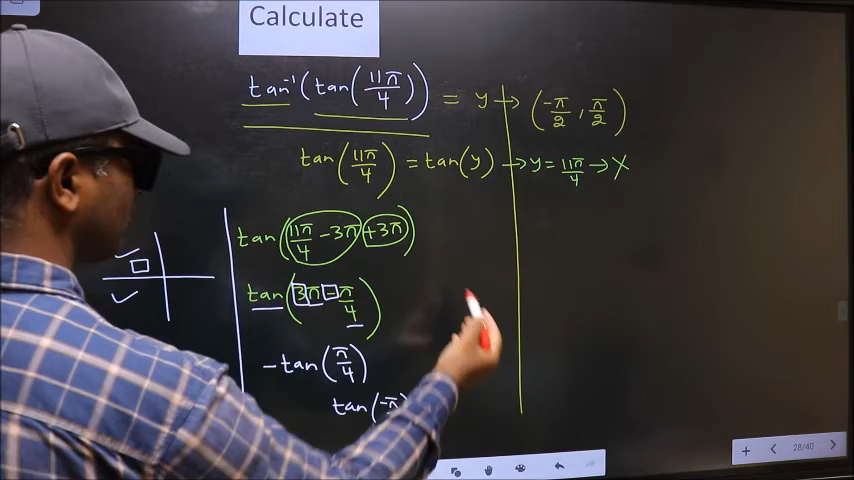 Calculate
tan⁻¹(tan(11π/4)) = y → (-π/2, π/2)
tan(11π/4) = tan(y) → y = 11π/4 → X
tan(11π/4 - 3π + 3π)
tan(3π - π/4)
-tan(π/4)
tan(-π
28/40